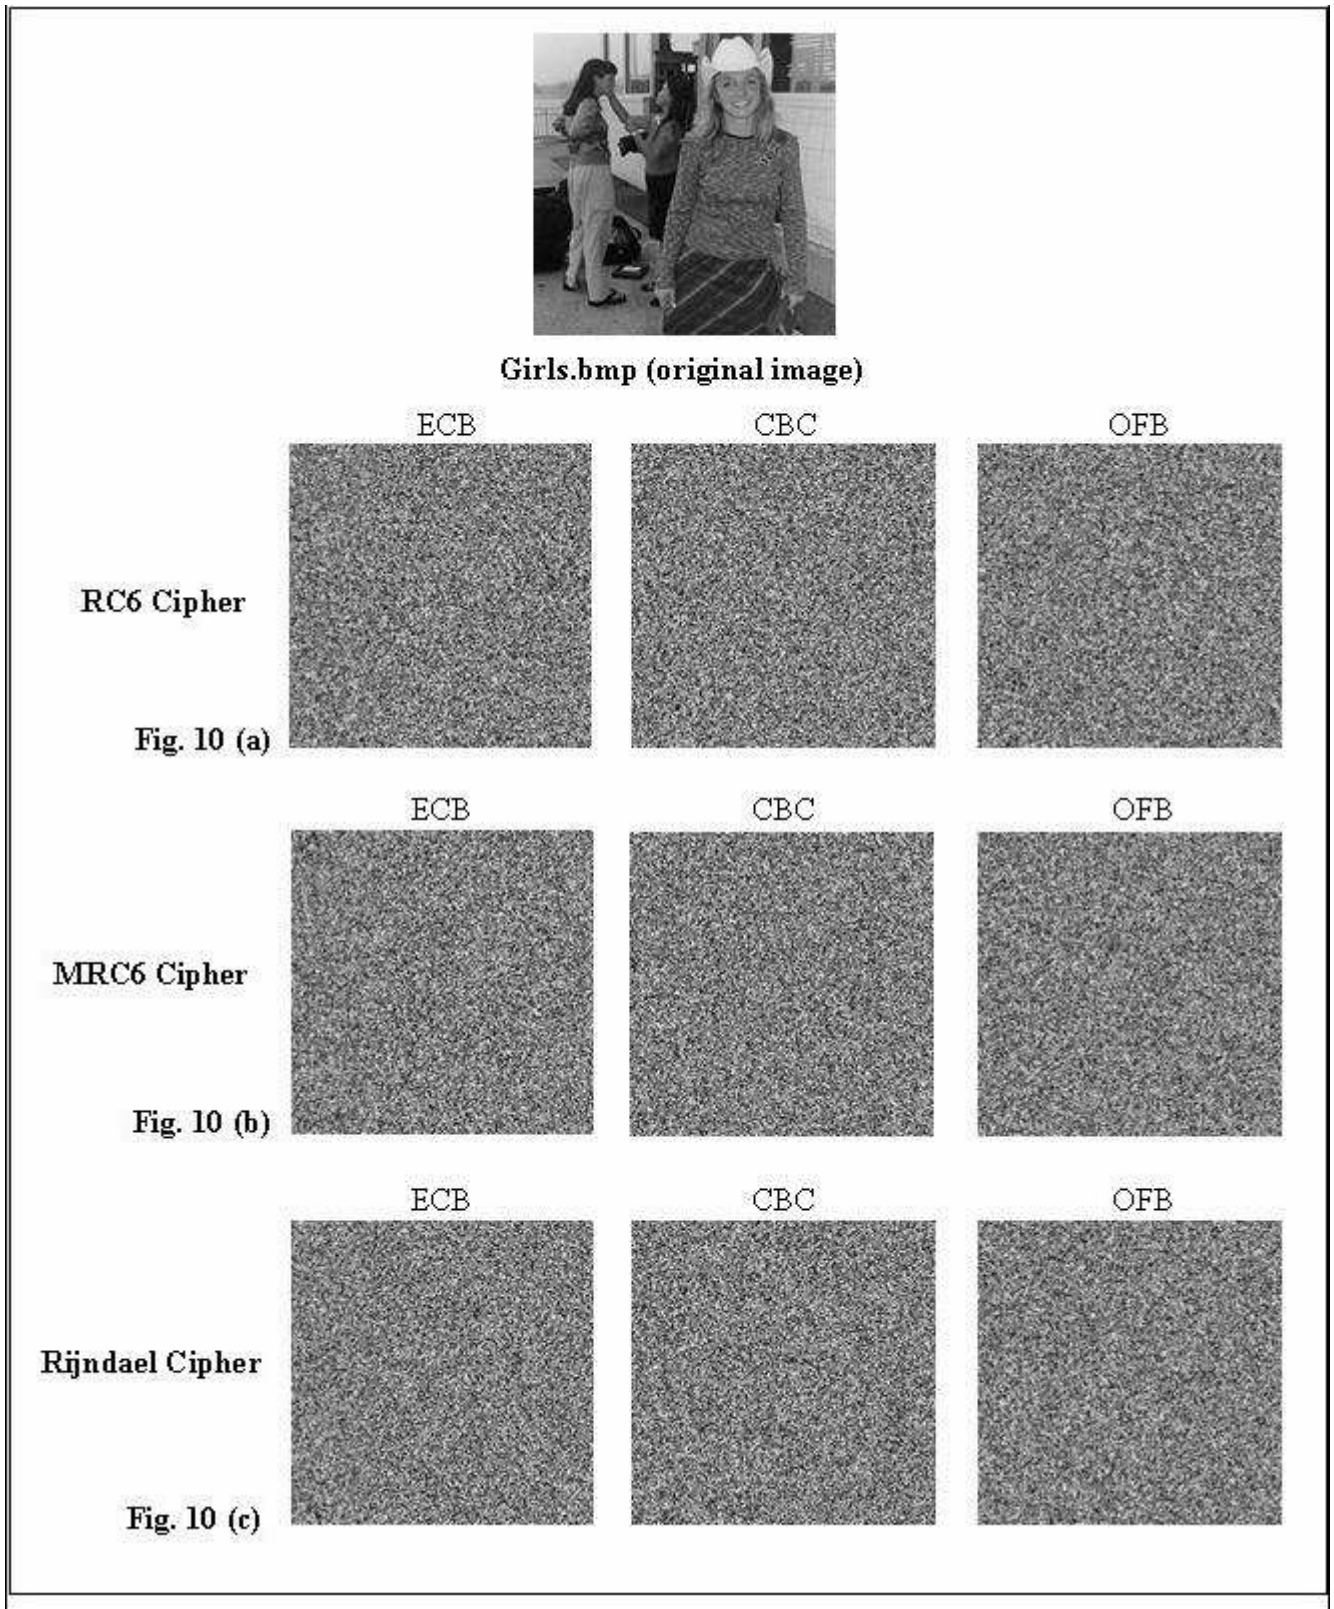 Girls.bmp (original image)
ECB CBC OFB
RC6 Cipher
Fig. 10 (a)
ECB CBC OFB
MRC6 Cipher
Fig. 10 (b)
ECB CBC OFB
Rijndael Cipher
Fig. 10 (c)